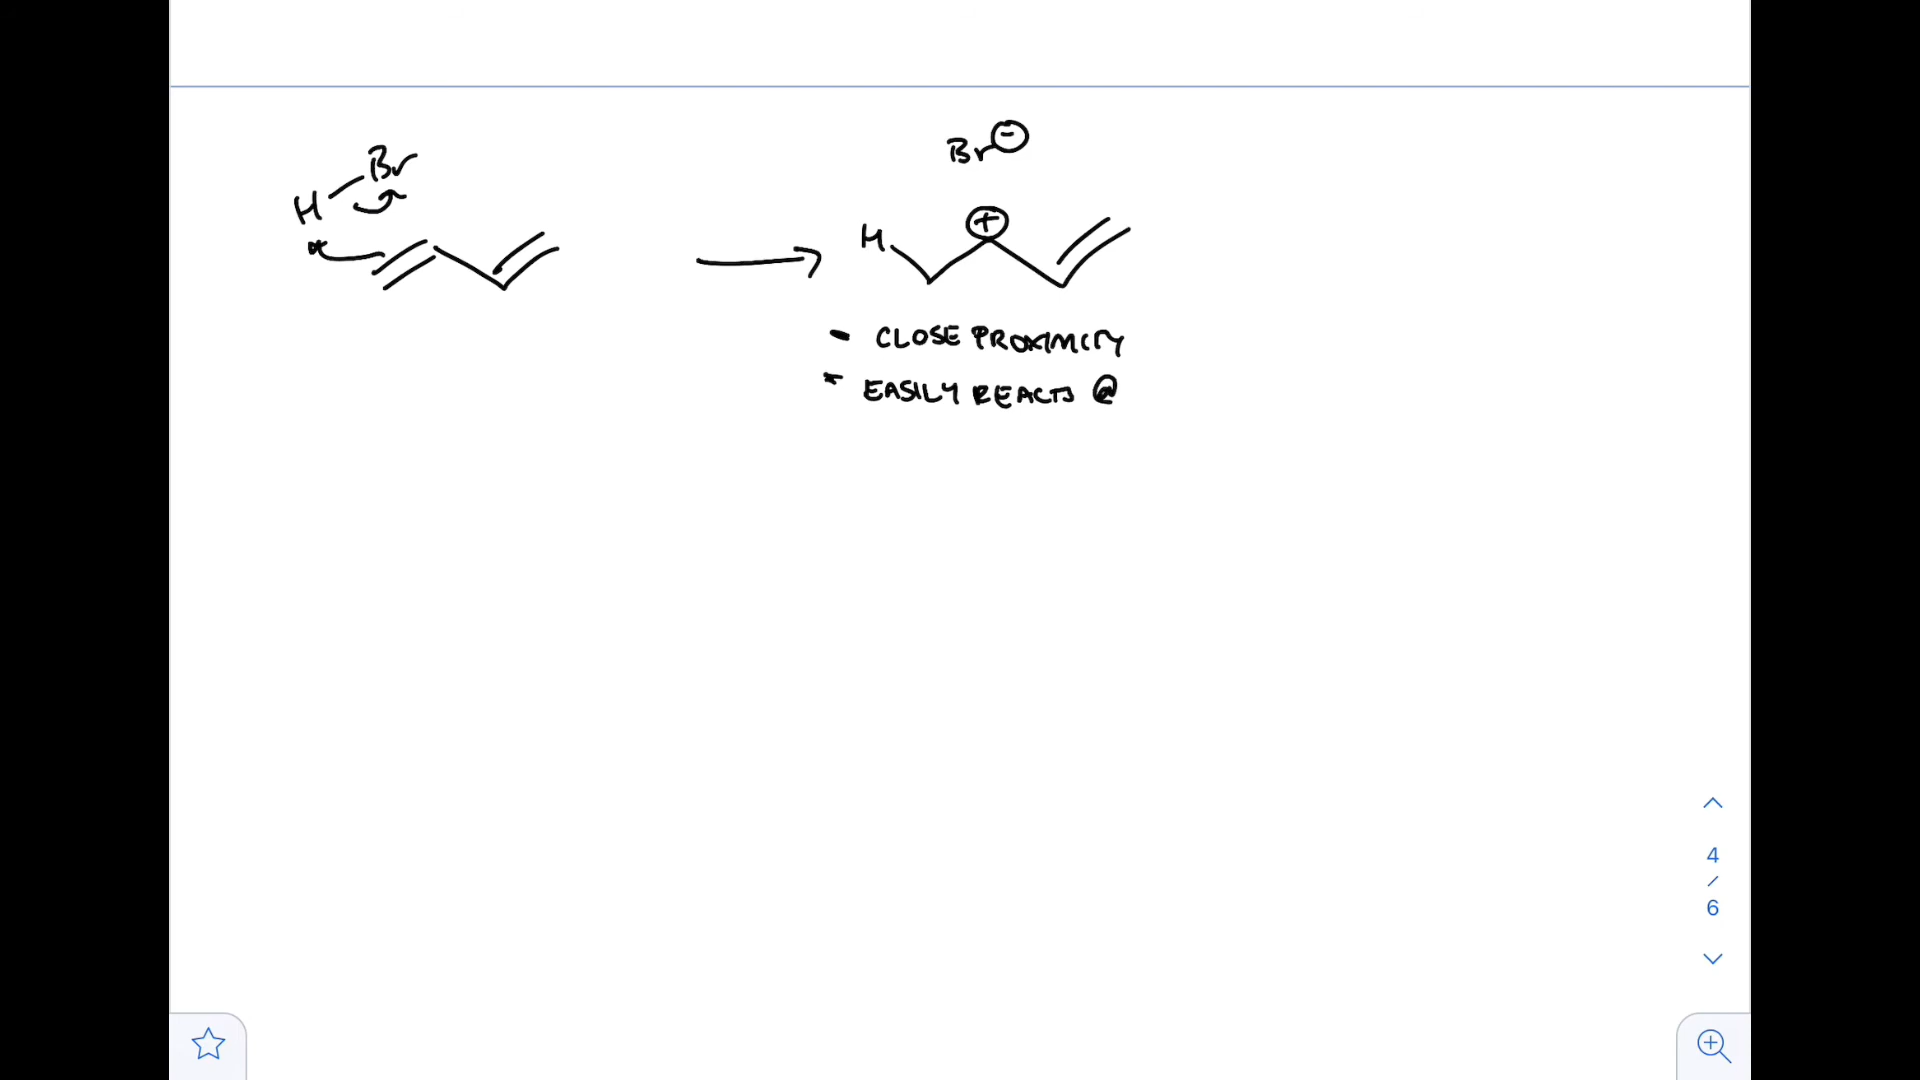 H Br
Br ⊖
H ⊕
- CLOSE PROXIMITY
* EASILY REACTS @
4
/
6